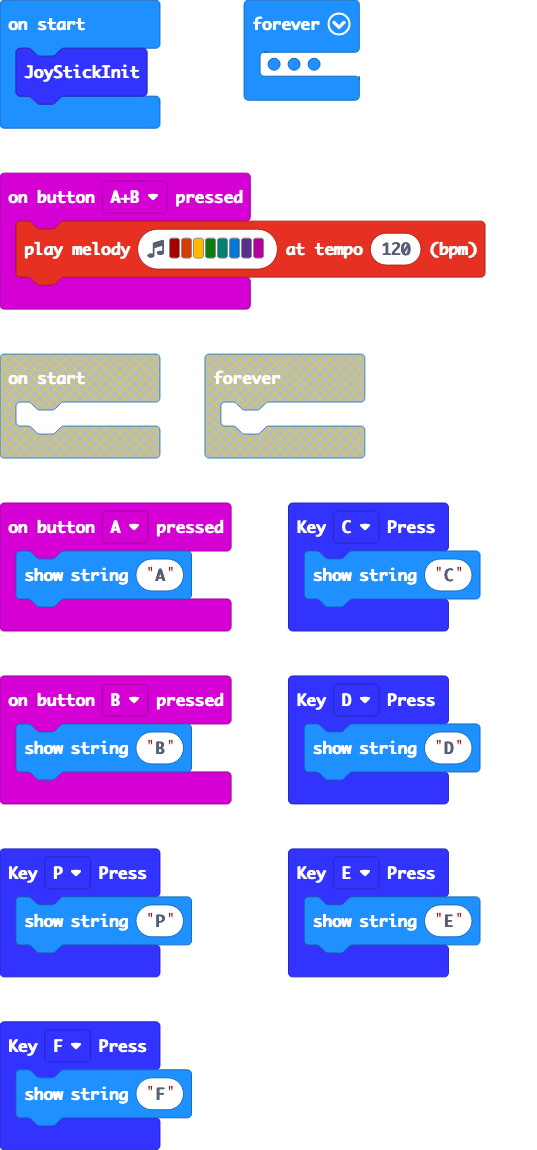 on start
JoyStickInit
forever
on button A+B pressed
play melody at tempo 120 (bpm)
on start
forever
on button A pressed
show string "A"
Key C Press
show string "C"
on button B pressed
show string "B"
Key D Press
show string "D"
Key P Press
show string "P"
Key E Press
show string "E"
Key F Press
show string "F"